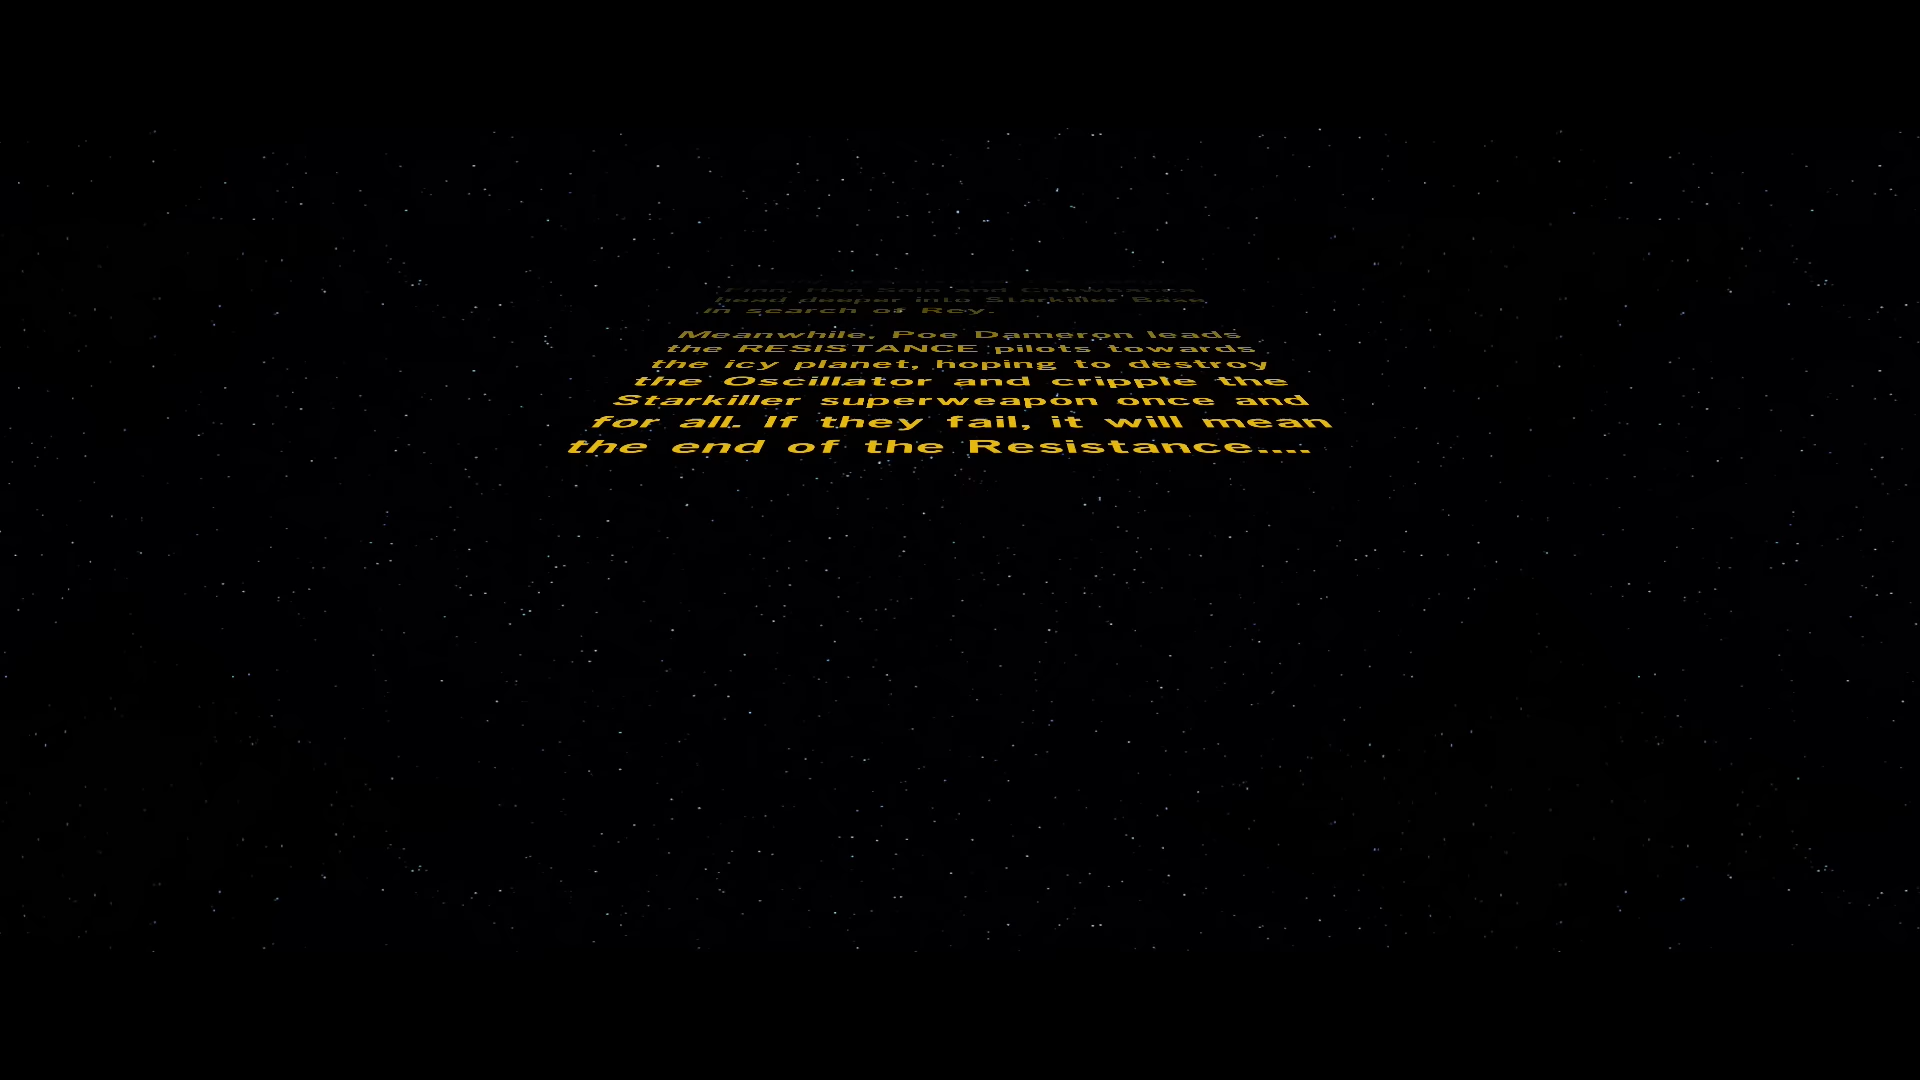 Finn, Han Solo and Chewbacca
head deeper into Starkiller Base
in search of Rey.
Meanwhile, Poe Dameron leads
the RESISTANCE pilots towards
the icy planet, hoping to destroy
the Oscillator and cripple the
Starkiller superweapon once and
for all. If they fail, it will mean
the end of the Resistance....